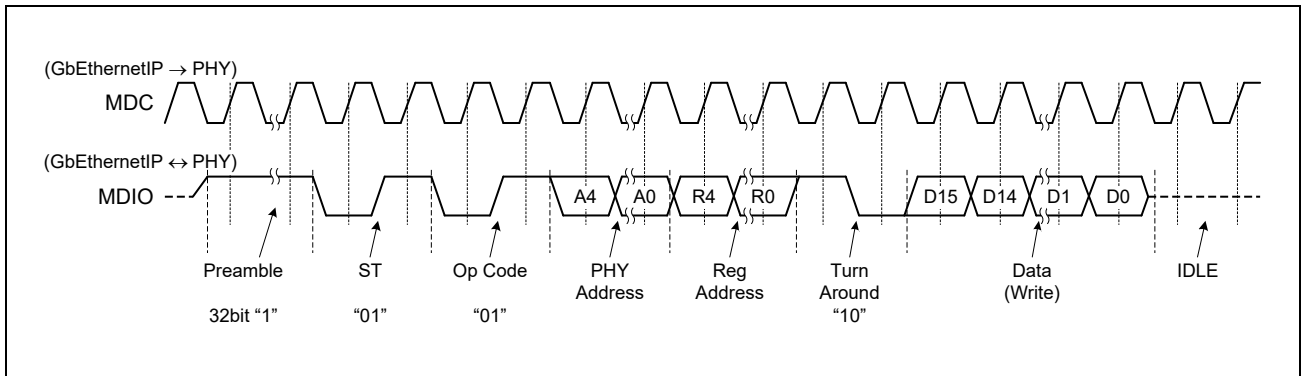 (GbEthernetIP → PHY)
MDC
(GbEthernetIP ↔ PHY)
MDIO
A4 A0 R4 R0 D15 D14 D1 D0
Preamble ST Op Code PHY Address Reg Address Turn Around Data (Write) IDLE
32bit “1” “01” “01” “10”